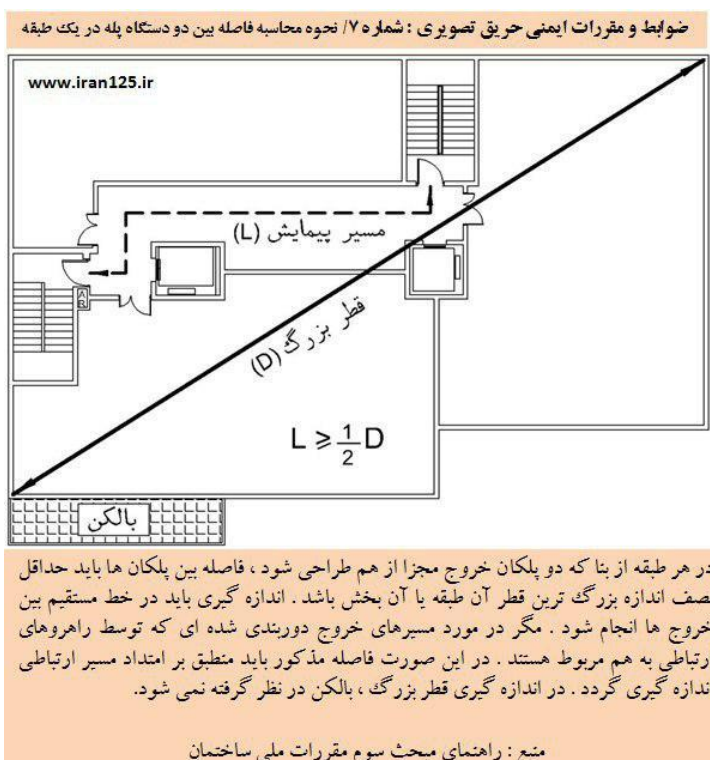 ضوابط و مقررات ایمنی حریق تصویری : شماره ۷/ نحوه محاسبه فاصله بین دو دستگاه پله در یک طبقه
www.iran125.ir
مسیر پیمایش (L)
قطر بزرگ (D)
L ⩾ 1/2 D
بالکن
در هر طبقه از بنا که دو پلکان خروج مجزا از هم طراحی شود ، فاصله بین پلکان ها باید حداقل
نصف اندازه بزرگ ترین قطر آن طبقه یا آن بخش باشد . اندازه گیری باید در خط مستقیم بین
خروج ها انجام شود . مگر در مورد مسیرهای خروج دوربندی شده ای که توسط راهروهای
ارتباطی به هم مربوط هستند . در این صورت فاصله مذکور باید منطبق بر امتداد مسیر ارتباطی
اندازه گیری گردد . در اندازه گیری قطر بزرگ ، بالکن در نظر گرفته نمی شود.
منبع : راهنمای مبحث سوم مقررات ملی ساختمان